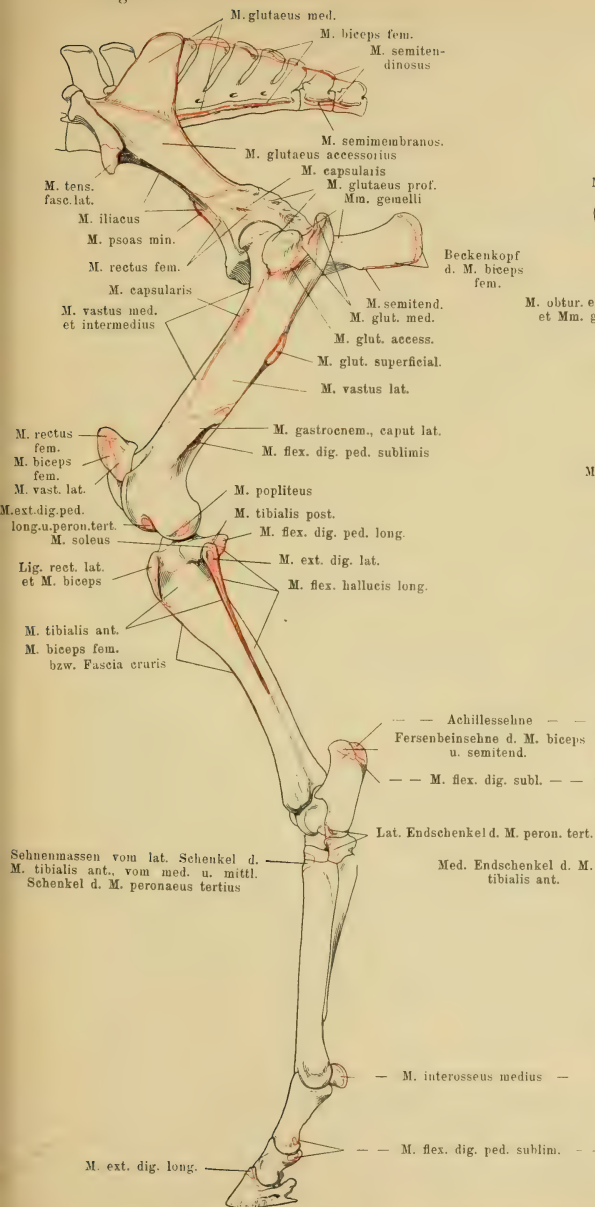 M. glutaeus med.
M. biceps fem.
M. semiten-
dinosus
M. semimembranos.
M. glutaeus accessorius
M. capsularis
M. glutaeus prof.
Mm. gemelli
M. tens.
fasc. lat.
M. iliacus
M. psoas min.
M. rectus fem.
Beckenkopf
d. M. biceps
fem.
M. capsularis
M. vastus med.
et intermedius
M. semitend.
M. glut. med.
M. obtur. e
et Mm. g
M. glut. access.
M. glut. superficial.
M. vastus lat.
M. rectus
fem.
M. biceps
fem.
M. vast. lat.
M. gastrocnem., caput lat.
M. flex. dig. ped. sublimis
M
M. ext. dig. ped.
long. u. peron. tert.
M. soleus
M. popliteus
M. tibialis post.
M. flex. dig. ped. long.
Lig. rect. lat.
et M. biceps
M. ext. dig. lat.
M. flex. hallucis long.
M. tibialis ant.
M. biceps fem.
bzw. Fascia cruris
— — Achillessehne — —
Fersenbeinsehne d. M. biceps
u. semitend.
— — M. flex. dig. subl. — —
Lat. Endschenkel d. M. peron. tert.
Sehnenmassen vom lat. Schenkel d.
M. tibialis ant., vom med. u. mittl.
Schenkel d. M. peronaeus tertius
Med. Endschenkel d. M.
tibialis ant.
— M. interosseus medius —
— — M. flex. dig. ped. sublim. - -
M. ext. dig. long.